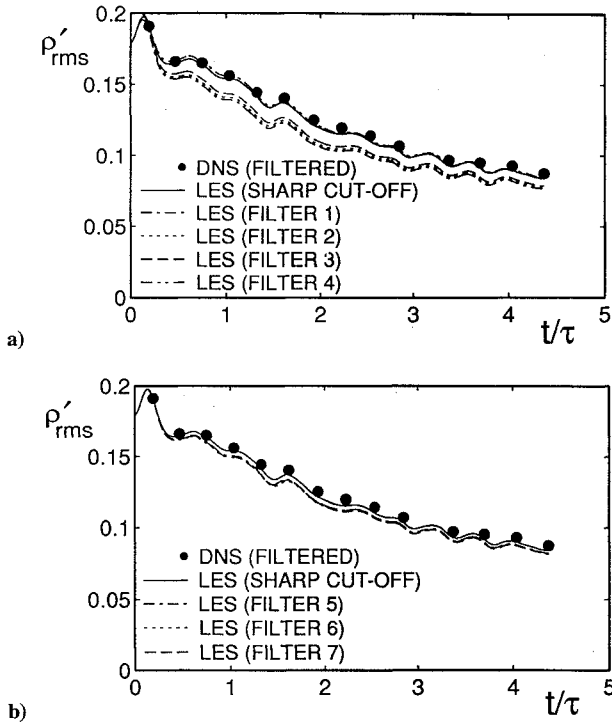 0.2
ρ′rms
0.15
0.1
0.05
0
● DNS (FILTERED)
LES (SHARP CUT-OFF)
LES (FILTER 1)
LES (FILTER 2)
LES (FILTER 3)
LES (FILTER 4)
0 1 2 3 4 5
t/τ
a)
0.2
ρ′rms
0.15
0.1
0.05
0
● DNS (FILTERED)
LES (SHARP CUT-OFF)
LES (FILTER 5)
LES (FILTER 6)
LES (FILTER 7)
0 1 2 3 4 5
t/τ
b)